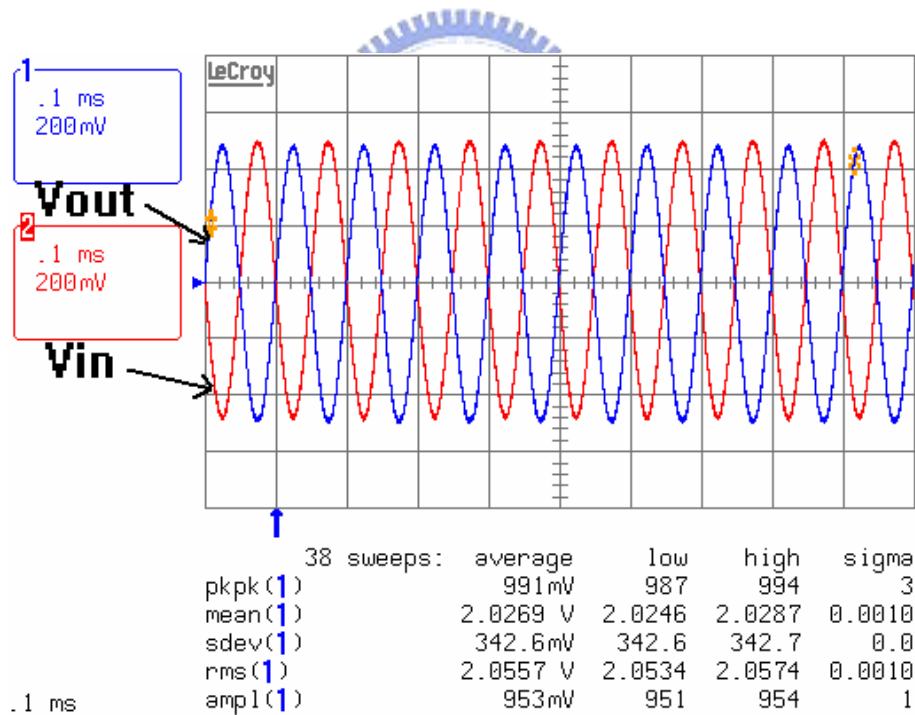 LeCroy
1
.1 ms
200mV
Vout
2
.1 ms
200mV
Vin
38 sweeps: average low high sigma
pkpk(1) 991mV 987 994 3
mean(1) 2.0269 V 2.0246 2.0287 0.0010
sdev(1) 342.6mV 342.6 342.7 0.0
rms(1) 2.0557 V 2.0534 2.0574 0.0010
ampl(1) 953mV 951 954 1
.1 ms